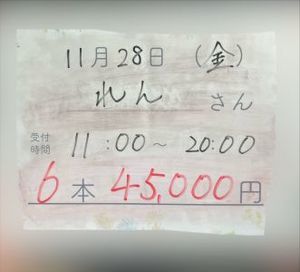 11月28日 (金)
れん さん
受付時間 11:00~20:00
6本 45,000円